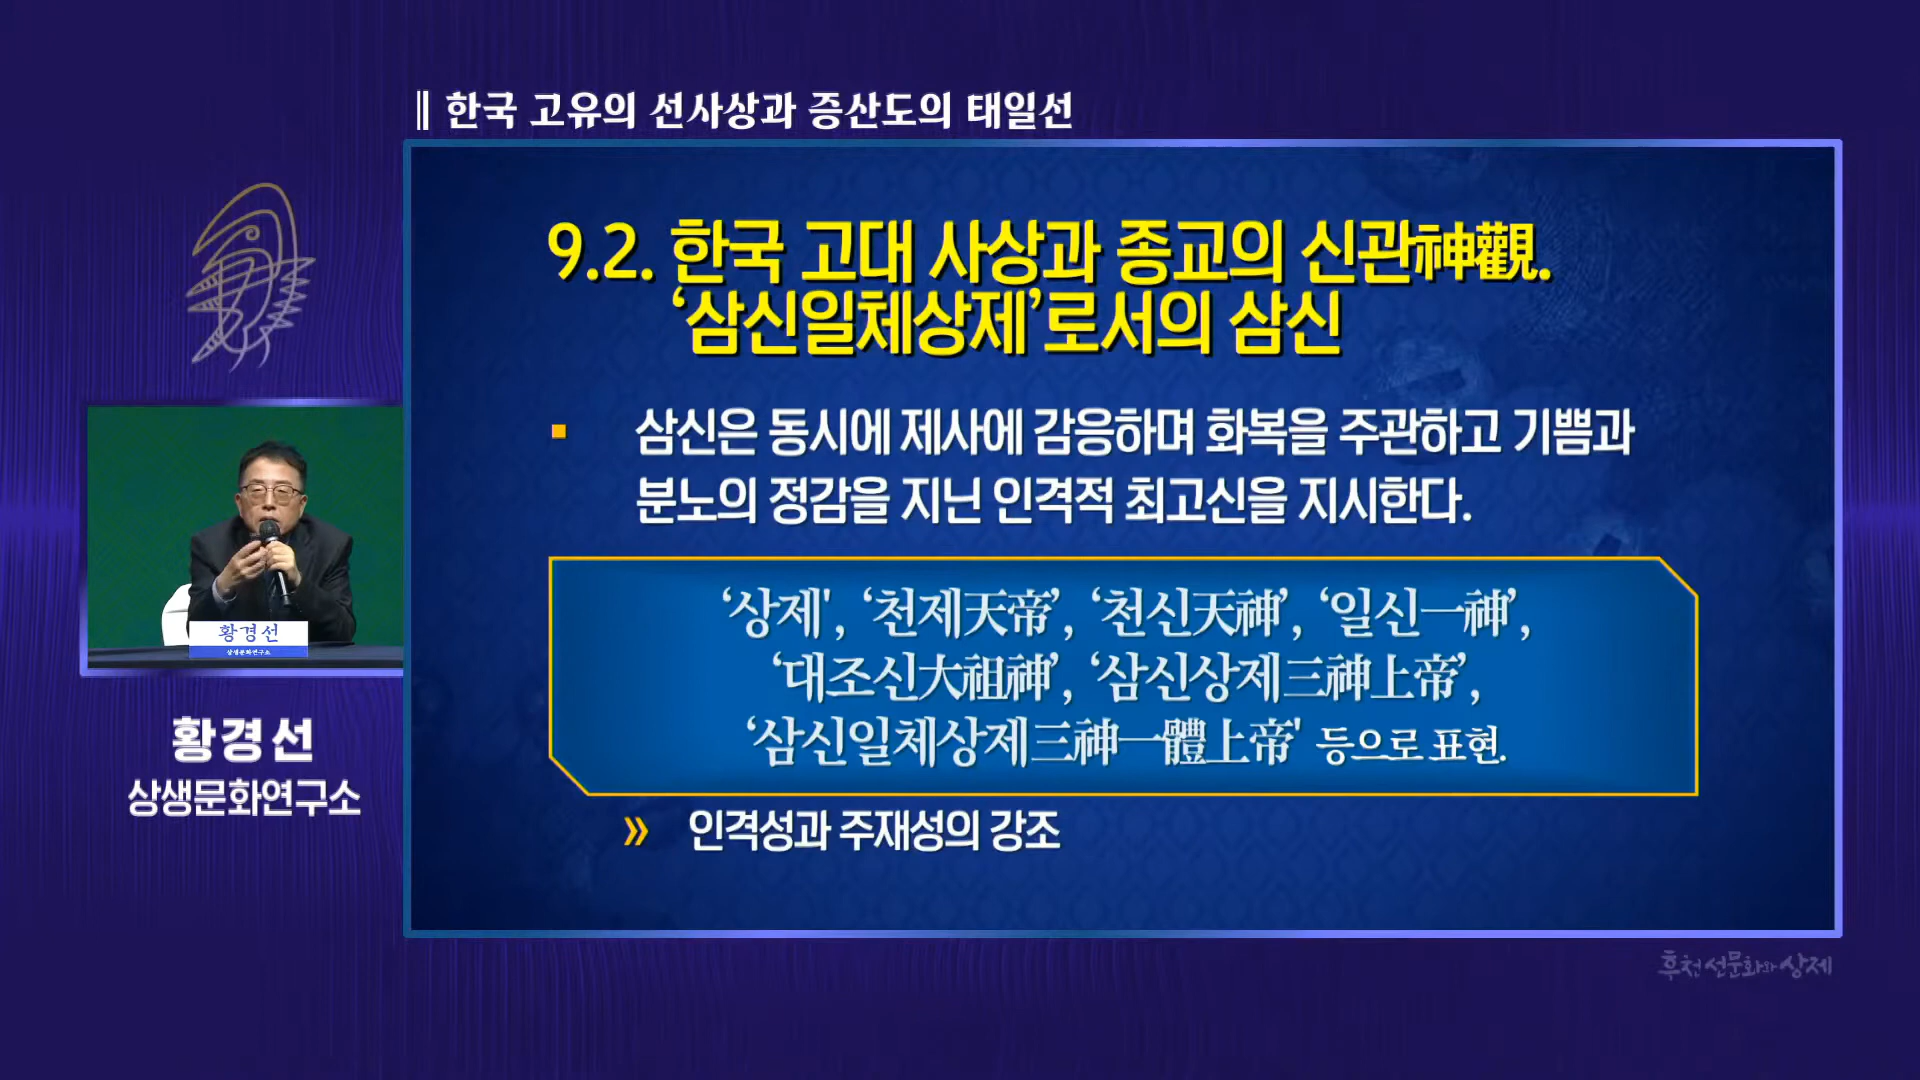 한국 고유의 선사상과 증산도의 태일선
9.2. 한국 고대 사상과 종교의 신관神觀.
‘삼신일체상제’로서의 삼신
삼신은 동시에 제사에 감응하며 화복을 주관하고 기쁨과
분노의 정감을 지닌 인격적 최고신을 지시한다.
‘상제', ‘천제天帝’, ‘천신天神’, ‘일신一神’,
‘대조신大祖神’, ‘삼신상제三神上帝’,
‘삼신일체상제三神一體上帝' 등으로 표현.
» 인격성과 주재성의 강조
황경선
상생문화연구소
황경선
상생문화연구소
후천선문화와상제